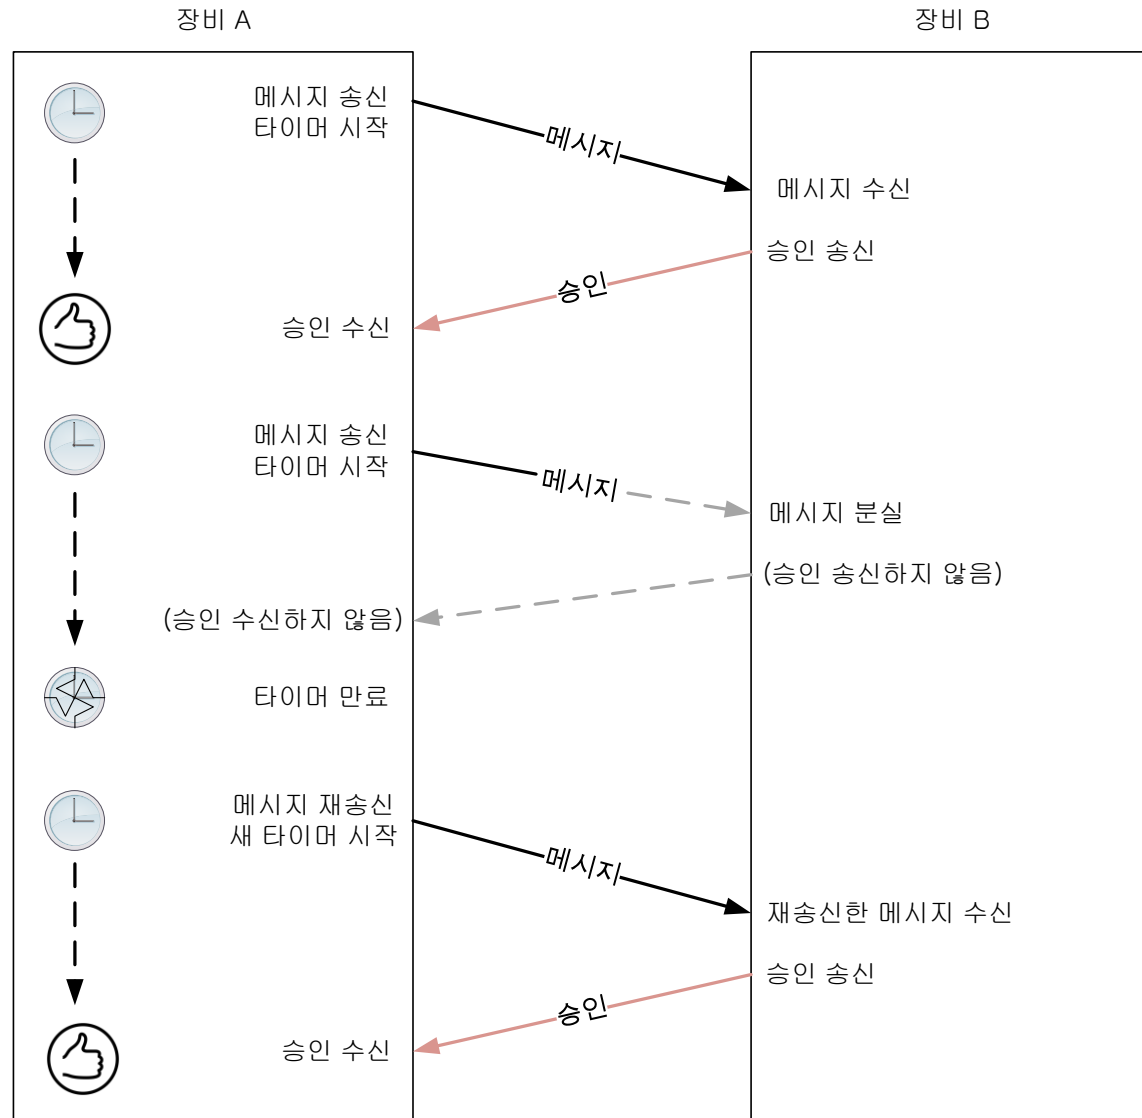 장비 A
장비 B
메시지 송신
타이머 시작
메시지
메시지 수신
승인 송신
승인
승인 수신
메시지 송신
타이머 시작
메시지
메시지 분실
(승인 송신하지 않음)
(승인 수신하지 않음)
타이머 만료
메시지 재송신
새 타이머 시작
메시지
재송신한 메시지 수신
승인 송신
승인
승인 수신